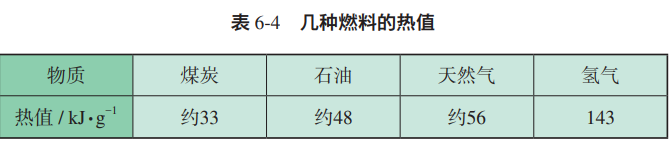 表 6-4 几种燃料的热值
物质 煤炭 石油 天然气 氢气
热值 / kJ·g⁻¹ 约33 约48 约56 143